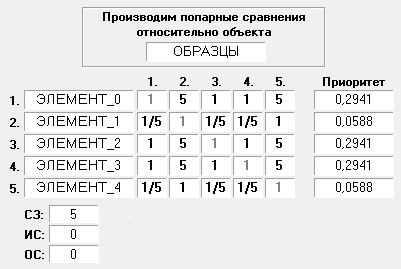 Производим попарные сравнения
относительно объекта
ОБРАЗЦЫ
1. 2. 3. 4. 5. Приоритет
1. ЭЛЕМЕНТ_0 1 5 1 1 5 0,2941
2. ЭЛЕМЕНТ_1 1/5 1 1/5 1/5 1 0,0588
3. ЭЛЕМЕНТ_2 1 5 1 1 5 0,2941
4. ЭЛЕМЕНТ_3 1 5 1 1 5 0,2941
5. ЭЛЕМЕНТ_4 1/5 1 1/5 1/5 1 0,0588
СЗ: 5
ИС: 0
ОС: 0